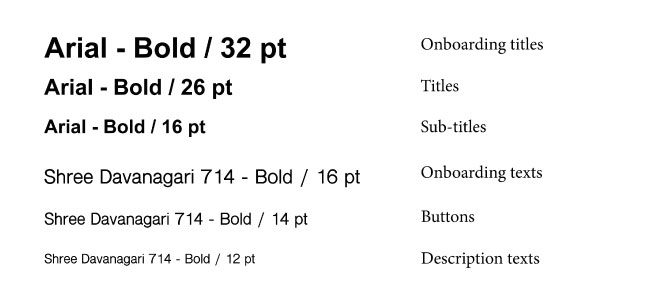 Arial - Bold / 32 pt Onboarding titles
Arial - Bold / 26 pt Titles
Arial - Bold / 16 pt Sub-titles
Shree Davanagari 714 - Bold / 16 pt Onboarding texts
Shree Davanagari 714 - Bold / 14 pt Buttons
Shree Davanagari 714 - Bold / 12 pt Description texts